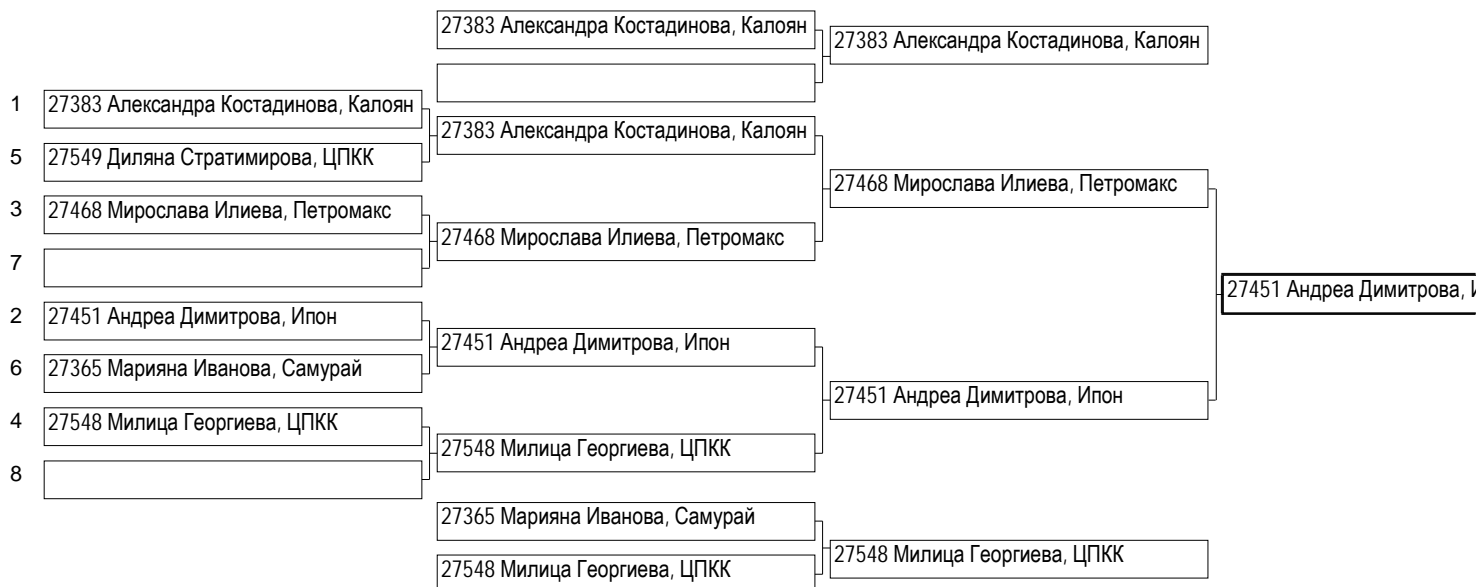 27383 Александра Костадинова, Калоян
27383 Александра Костадинова, Калоян
1 27383 Александра Костадинова, Калоян
27383 Александра Костадинова, Калоян
5 27549 Диляна Стратимирова, ЦПКК
27468 Мирослава Илиева, Петромакс
3 27468 Мирослава Илиева, Петромакс
27468 Мирослава Илиева, Петромакс
7
27451 Андреа Димитрова,
2 27451 Андреа Димитрова, Ипон
27451 Андреа Димитрова, Ипон
6 27365 Марияна Иванова, Самурай
27451 Андреа Димитрова, Ипон
4 27548 Милица Георгиева, ЦПКК
27548 Милица Георгиева, ЦПКК
8
27365 Марияна Иванова, Самурай
27548 Милица Георгиева, ЦПКК
27548 Милица Георгиева, ЦПКК